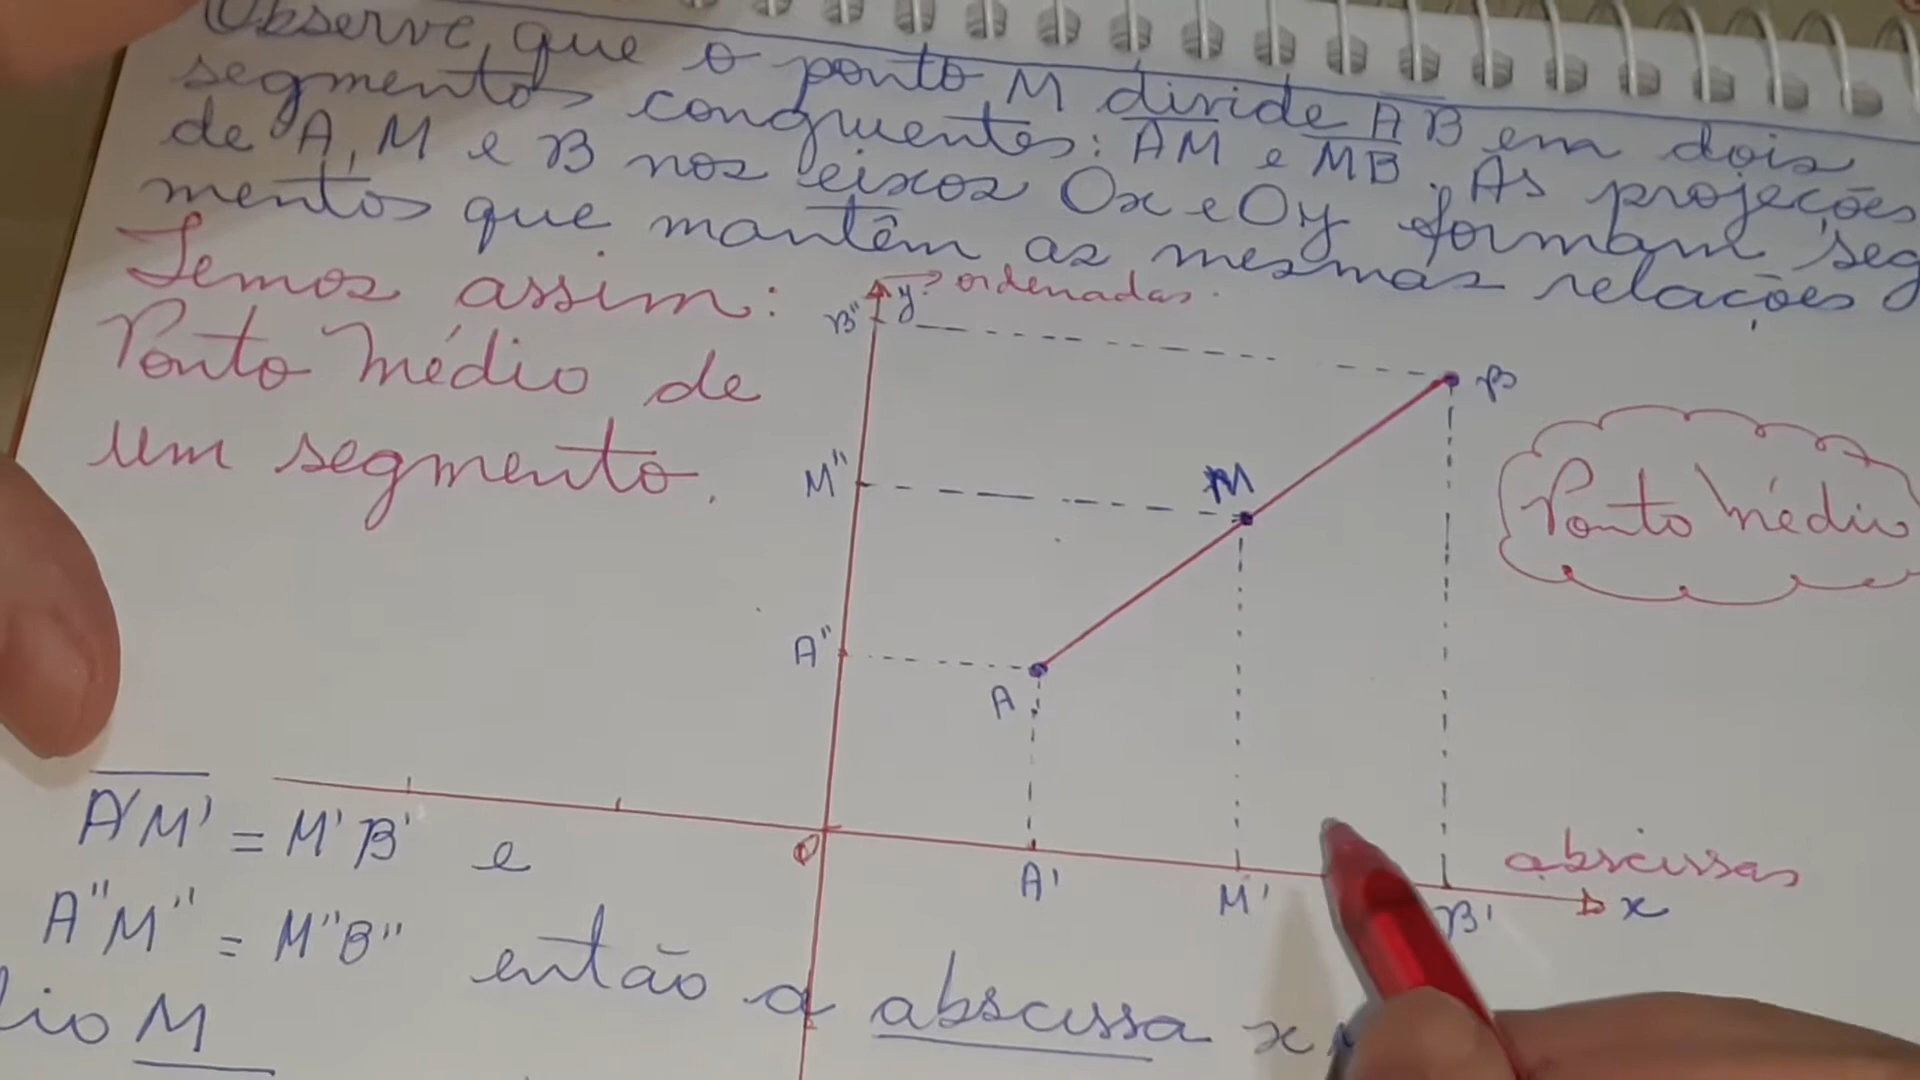 Observe, que o ponto M divide AB em dois
segmentos congruentes: AM e MB. As projeções
de A, M e B nos eixos Ox e Oy formam seg
mentos que mantêm as mesmas relações
Temos assim:
Ponto Médio de
um segmento.
y → ordenadas.
B"
B
M"
M
Ponto Médio
A"
A
O
A'
M'
B'
abscissas
x
A'M' = M'B' e
A"M" = M"B" então a abscissa x
dio M